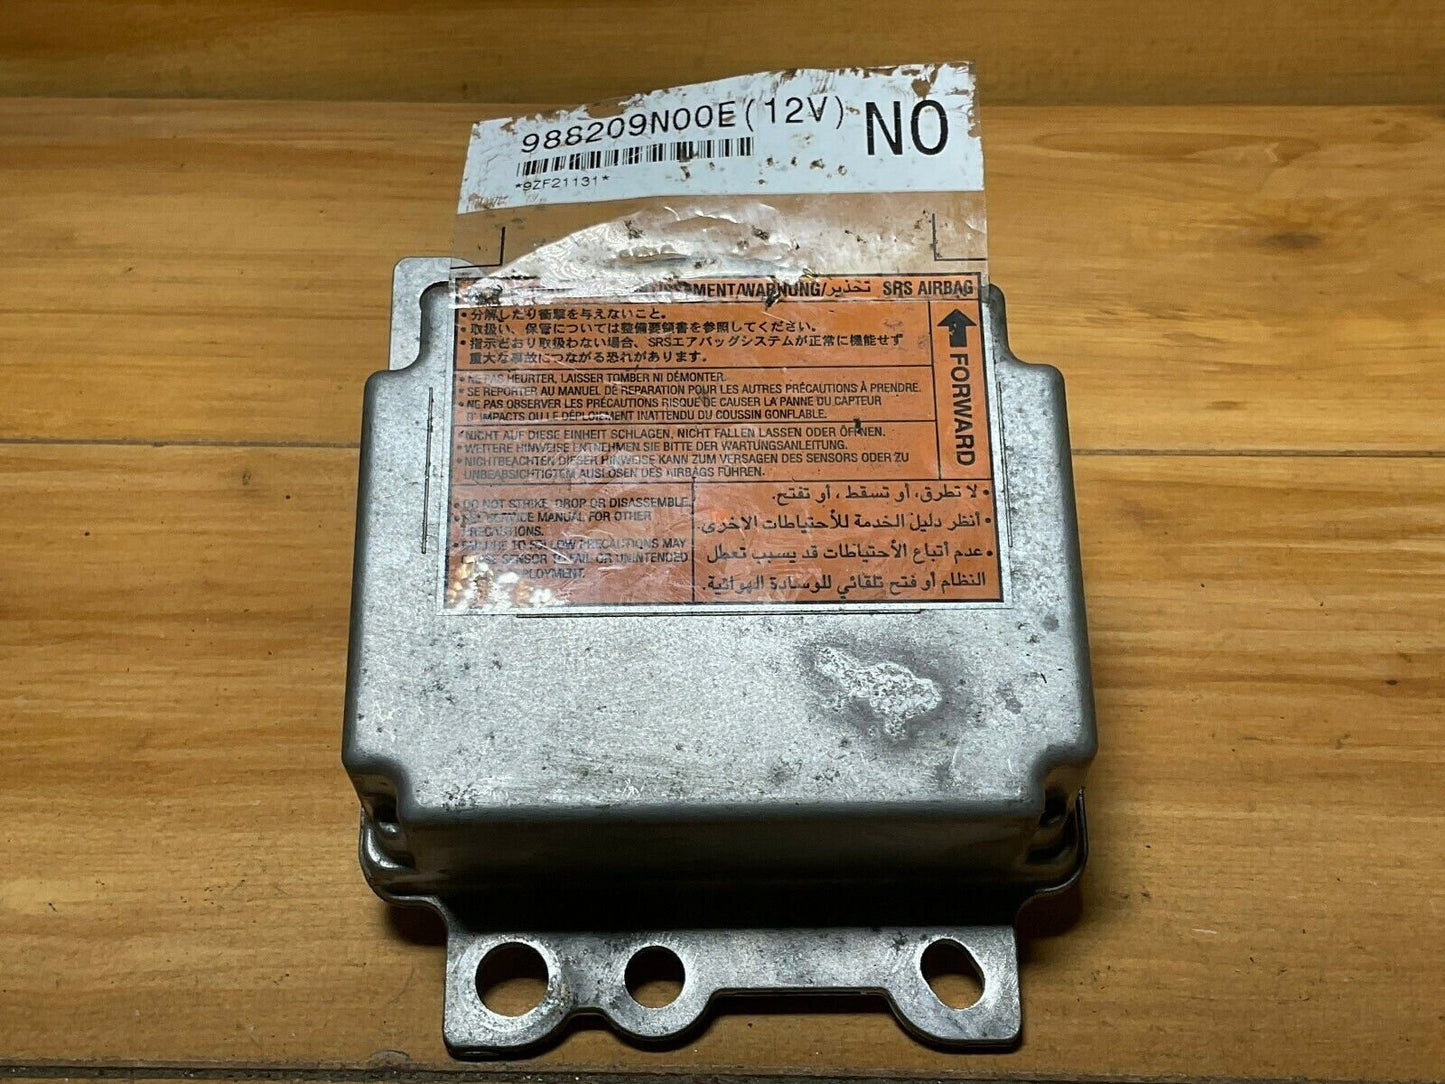 988209N00E(12V) NO
*9ZF21131*
تحذير/WARNUNG/ SRS AIRBAG
• 分解したり衝撃を与えないこと。
• 取扱い、保管については整備要領書を参照してください。
• 指示どおり取扱わない場合、SRSエアバッグシステムが正常に機能せず
重大な事故につながる恐れがあります。
FORWARD
• NE PAS HEURTER, LAISSER TOMBER NI DÉMONTER.
• SE REPORTER AU MANUEL DE REPARATION POUR LES AUTRES PRÉCAUTIONS À PRENDRE.
• NE PAS OBSERVER LES PRÉCAUTIONS RISQUE DE CAUSER LA PANNE DU CAPTEUR
D'IMPACTS OU LE DÉPLOIEMENT INATTENDU DU COUSSIN GONFLABLE.
• NICHT AUF DIESE EINHEIT SCHLAGEN, NICHT FALLEN LASSEN ODER ÖFFNEN.
• WEITERE HINWEISE ENTNEHMEN SIE BITTE DER WARTUNGSANLEITUNG.
• NICHTBEACHTEN DIESER HINWEISE KANN ZUM VERSAGEN DES SENSORS ODER ZU
UNBEABSICHTIGTEM AUSLÖSEN DES AIRBAGS FÜHREN.
• DO NOT STRIKE, DROP OR DISASSEMBLE.
SERVICE MANUAL FOR OTHER
PRECAUTIONS.
TO FOLLOW PRECAUTIONS MAY
SENSOR TO FAIL OR UNINTENDED
• لا تطرق، أو تسقط ، أو تفتح.
• أنظر دليل الخدمة للأحتياطات الاخرى.
• عدم أتباع الأحتياطات قد يسبب تعطل
النظام أو فتح تلقائي للوسادة الهوائية.